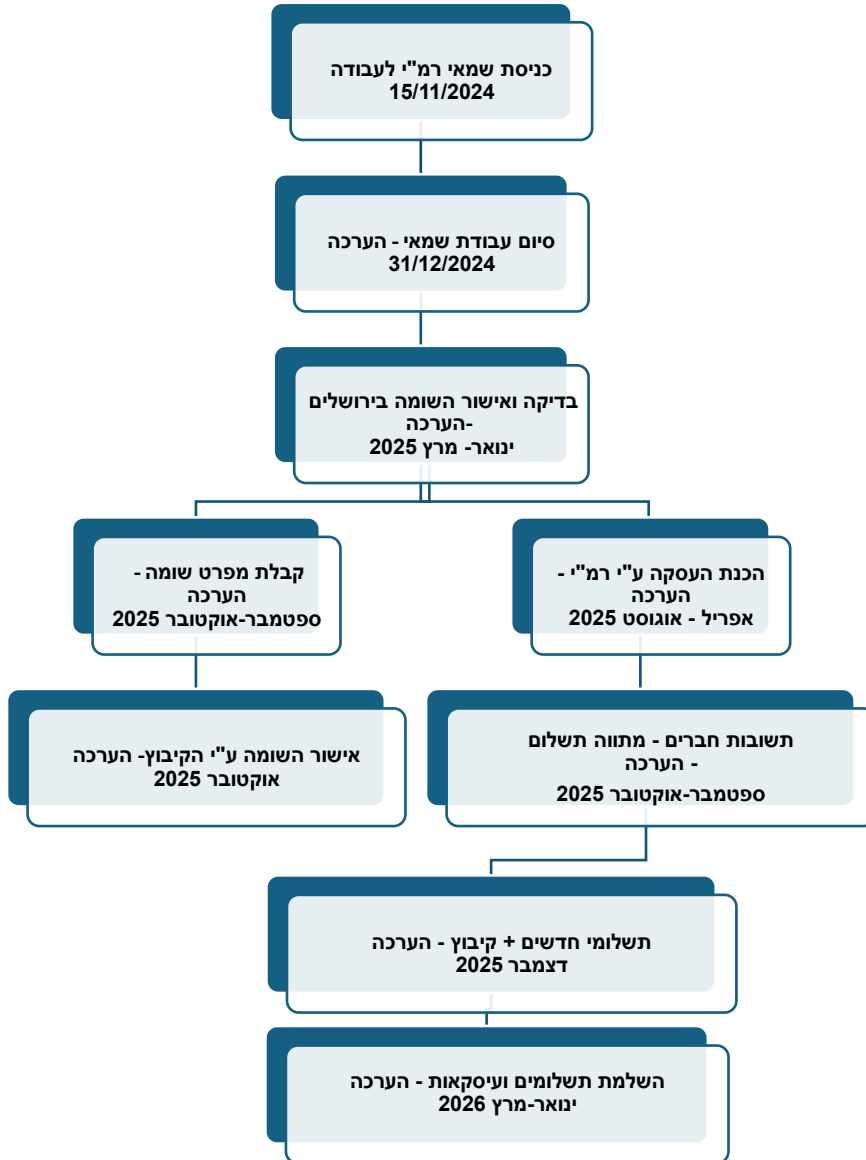 כניסת שמאי רמ"י לעבודה
15/11/2024
סיום עבודת שמאי - הערכה
31/12/2024
בדיקה ואישור השומה בירושלים
-הערכה
ינואר- מרץ 2025
הכנת העסקה ע"י רמ"י -
הערכה
אפריל - אוגוסט 2025
קבלת מפרט שומה -
הערכה
ספטמבר-אוקטובר 2025
תשובות חברים - מתווה תשלום
- הערכה
ספטמבר-אוקטובר 2025
אישור השומה ע"י הקיבוץ- הערכה
אוקטובר 2025
תשלומי חדשים + קיבוץ - הערכה
דצמבר 2025
השלמת תשלומים ועיסקאות - הערכה
ינואר-מרץ 2026